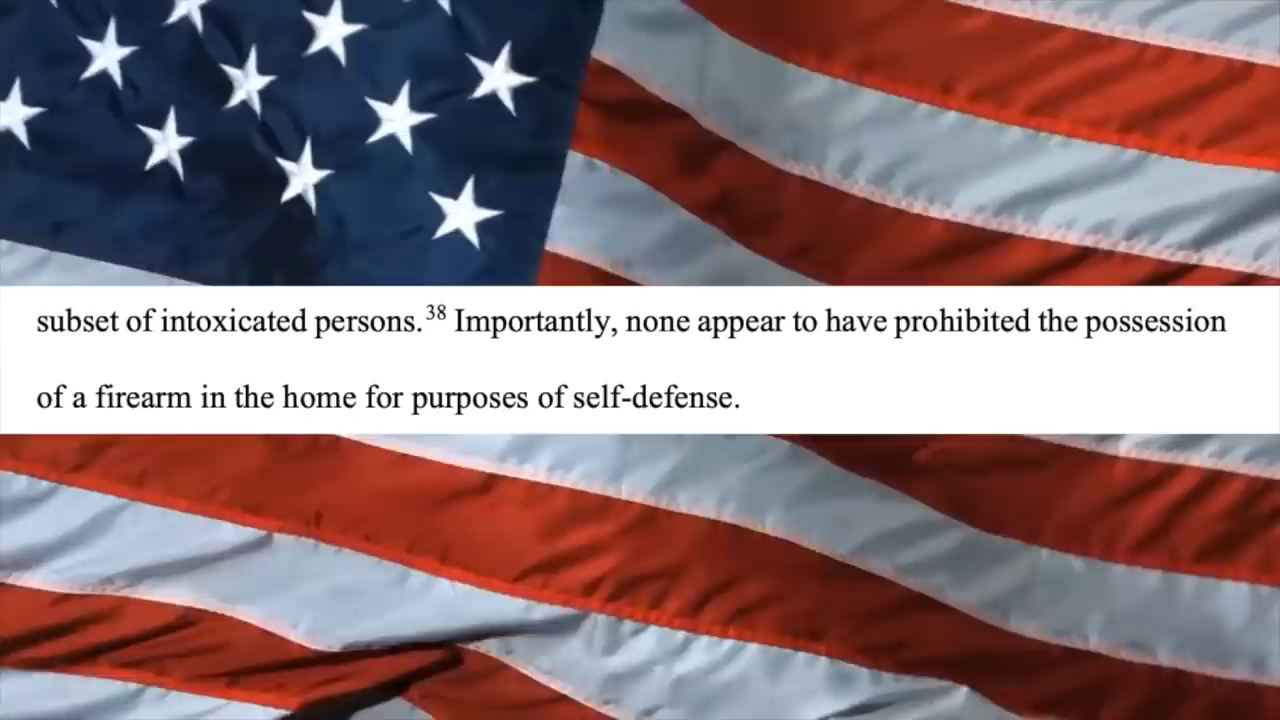 subset of intoxicated persons.38 Importantly, none appear to have prohibited the possession
of a firearm in the home for purposes of self-defense.